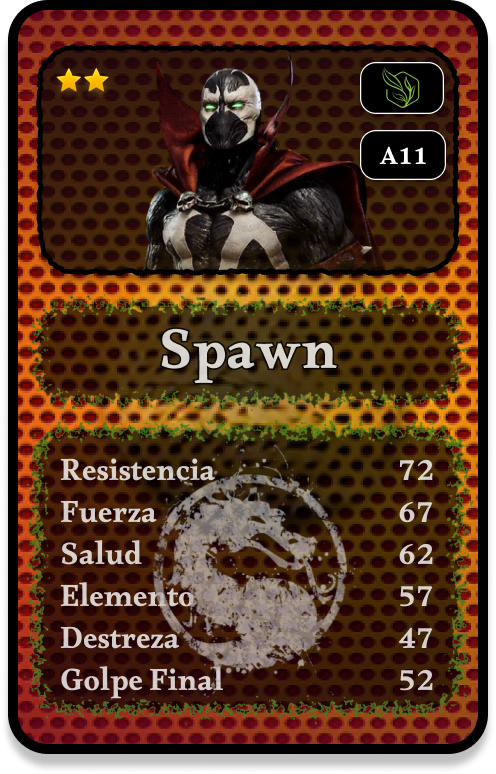 A11
Spawn
Resistencia 72
Fuerza 67
Salud 62
Elemento 57
Destreza 47
Golpe Final 52